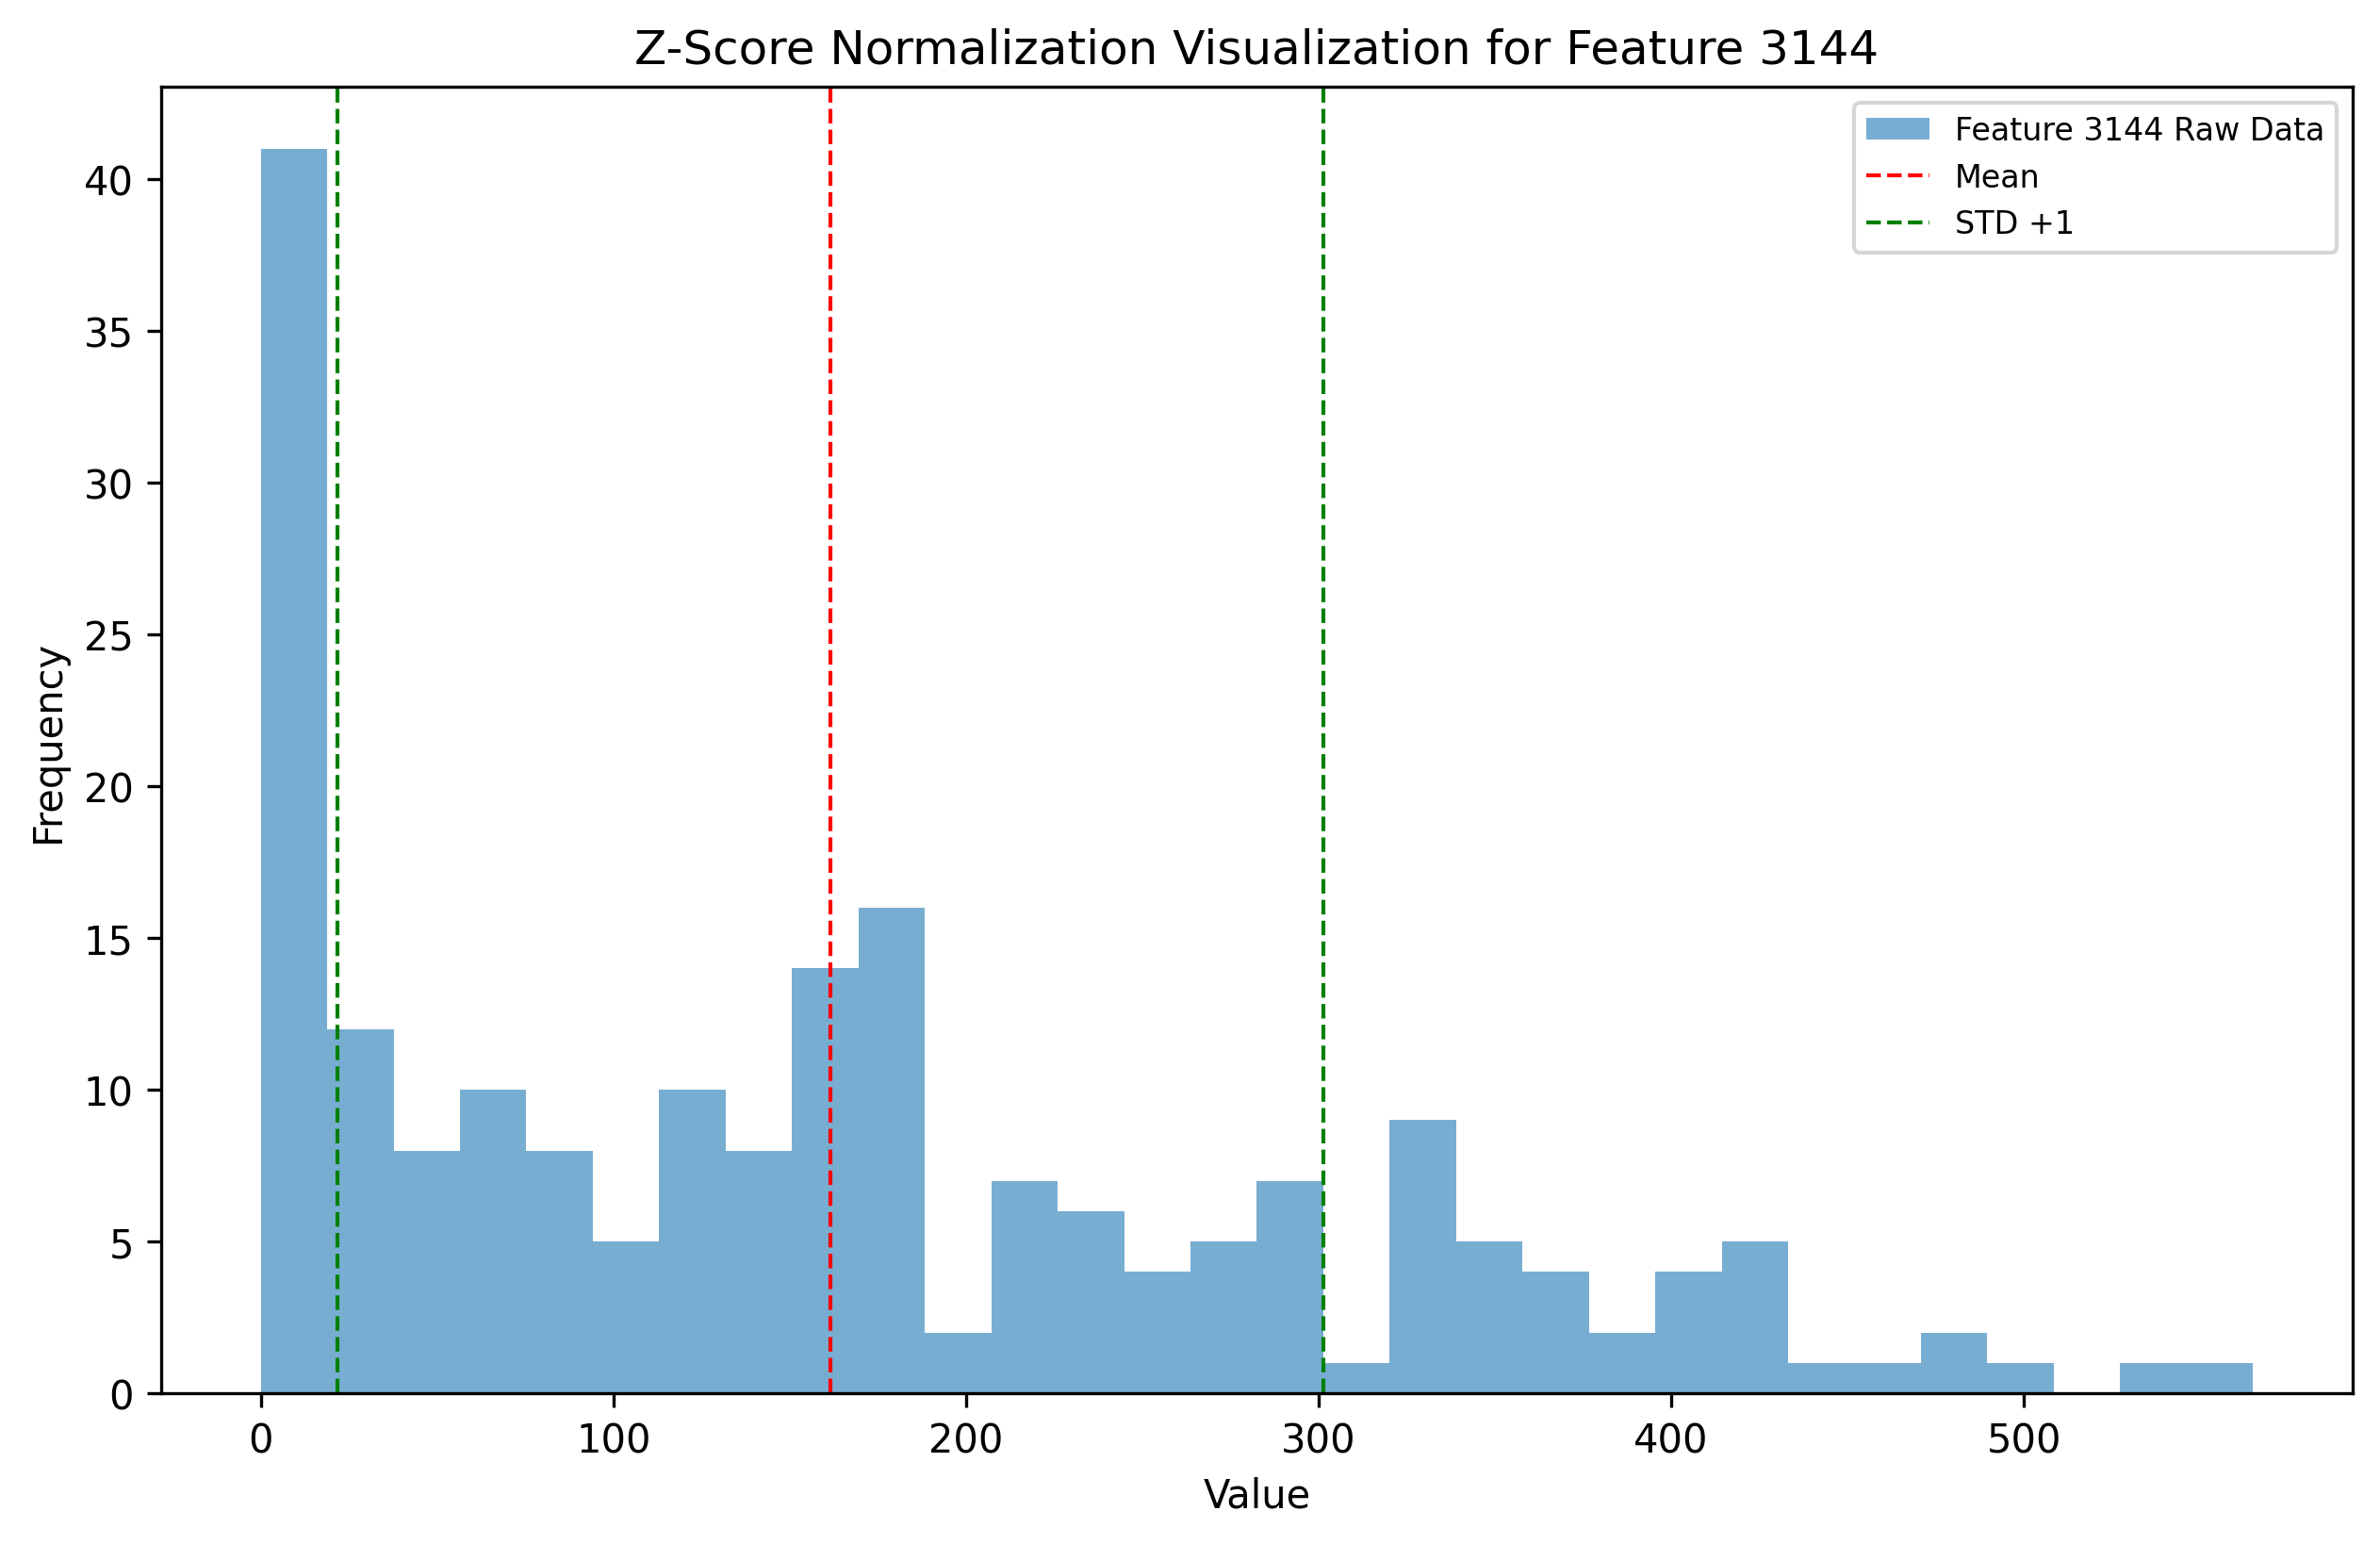 Z-Score Normalization Visualization for Feature 3144
Feature 3144 Raw Data
Mean
STD +1
40
35
30
25
20
15
10
5
0
Frequency
0 100 200 300 400 500
Value